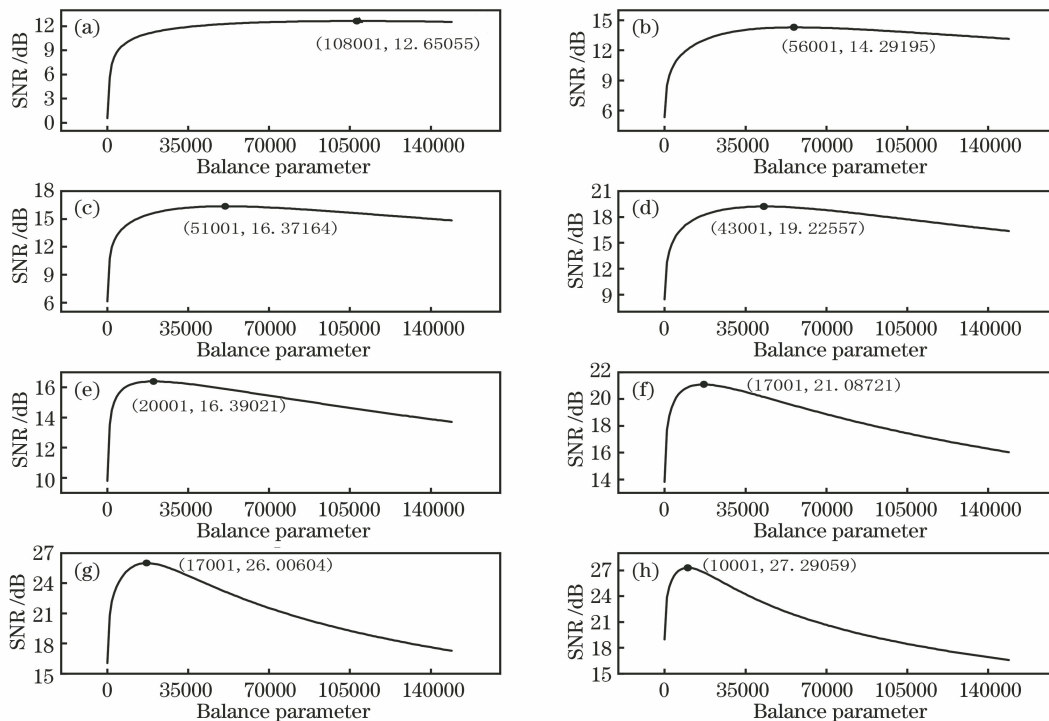 (a)
SNR/dB
12
9
6
3
0
(108001, 12.65055)
0 35000 70000 105000 140000
Balance parameter
(b)
SNR/dB
15
12
9
6
(56001, 14.29195)
0 35000 70000 105000 140000
Balance parameter
(c)
SNR/dB
18
15
12
9
6
(51001, 16.37164)
0 35000 70000 105000 140000
Balance parameter
(d)
SNR/dB
21
18
15
12
9
(43001, 19.22557)
0 35000 70000 105000 140000
Balance parameter
(e)
SNR/dB
16
14
12
10
(20001, 16.39021)
0 35000 70000 105000 140000
Balance parameter
(f)
SNR/dB
22
20
18
16
14
(17001, 21.08721)
0 35000 70000 105000 140000
Balance parameter
(g)
SNR/dB
27
24
21
18
15
(17001, 26.00604)
0 35000 70000 105000 140000
Balance parameter
(h)
SNR/dB
27
24
21
18
15
(10001, 27.29059)
0 35000 70000 105000 140000
Balance parameter